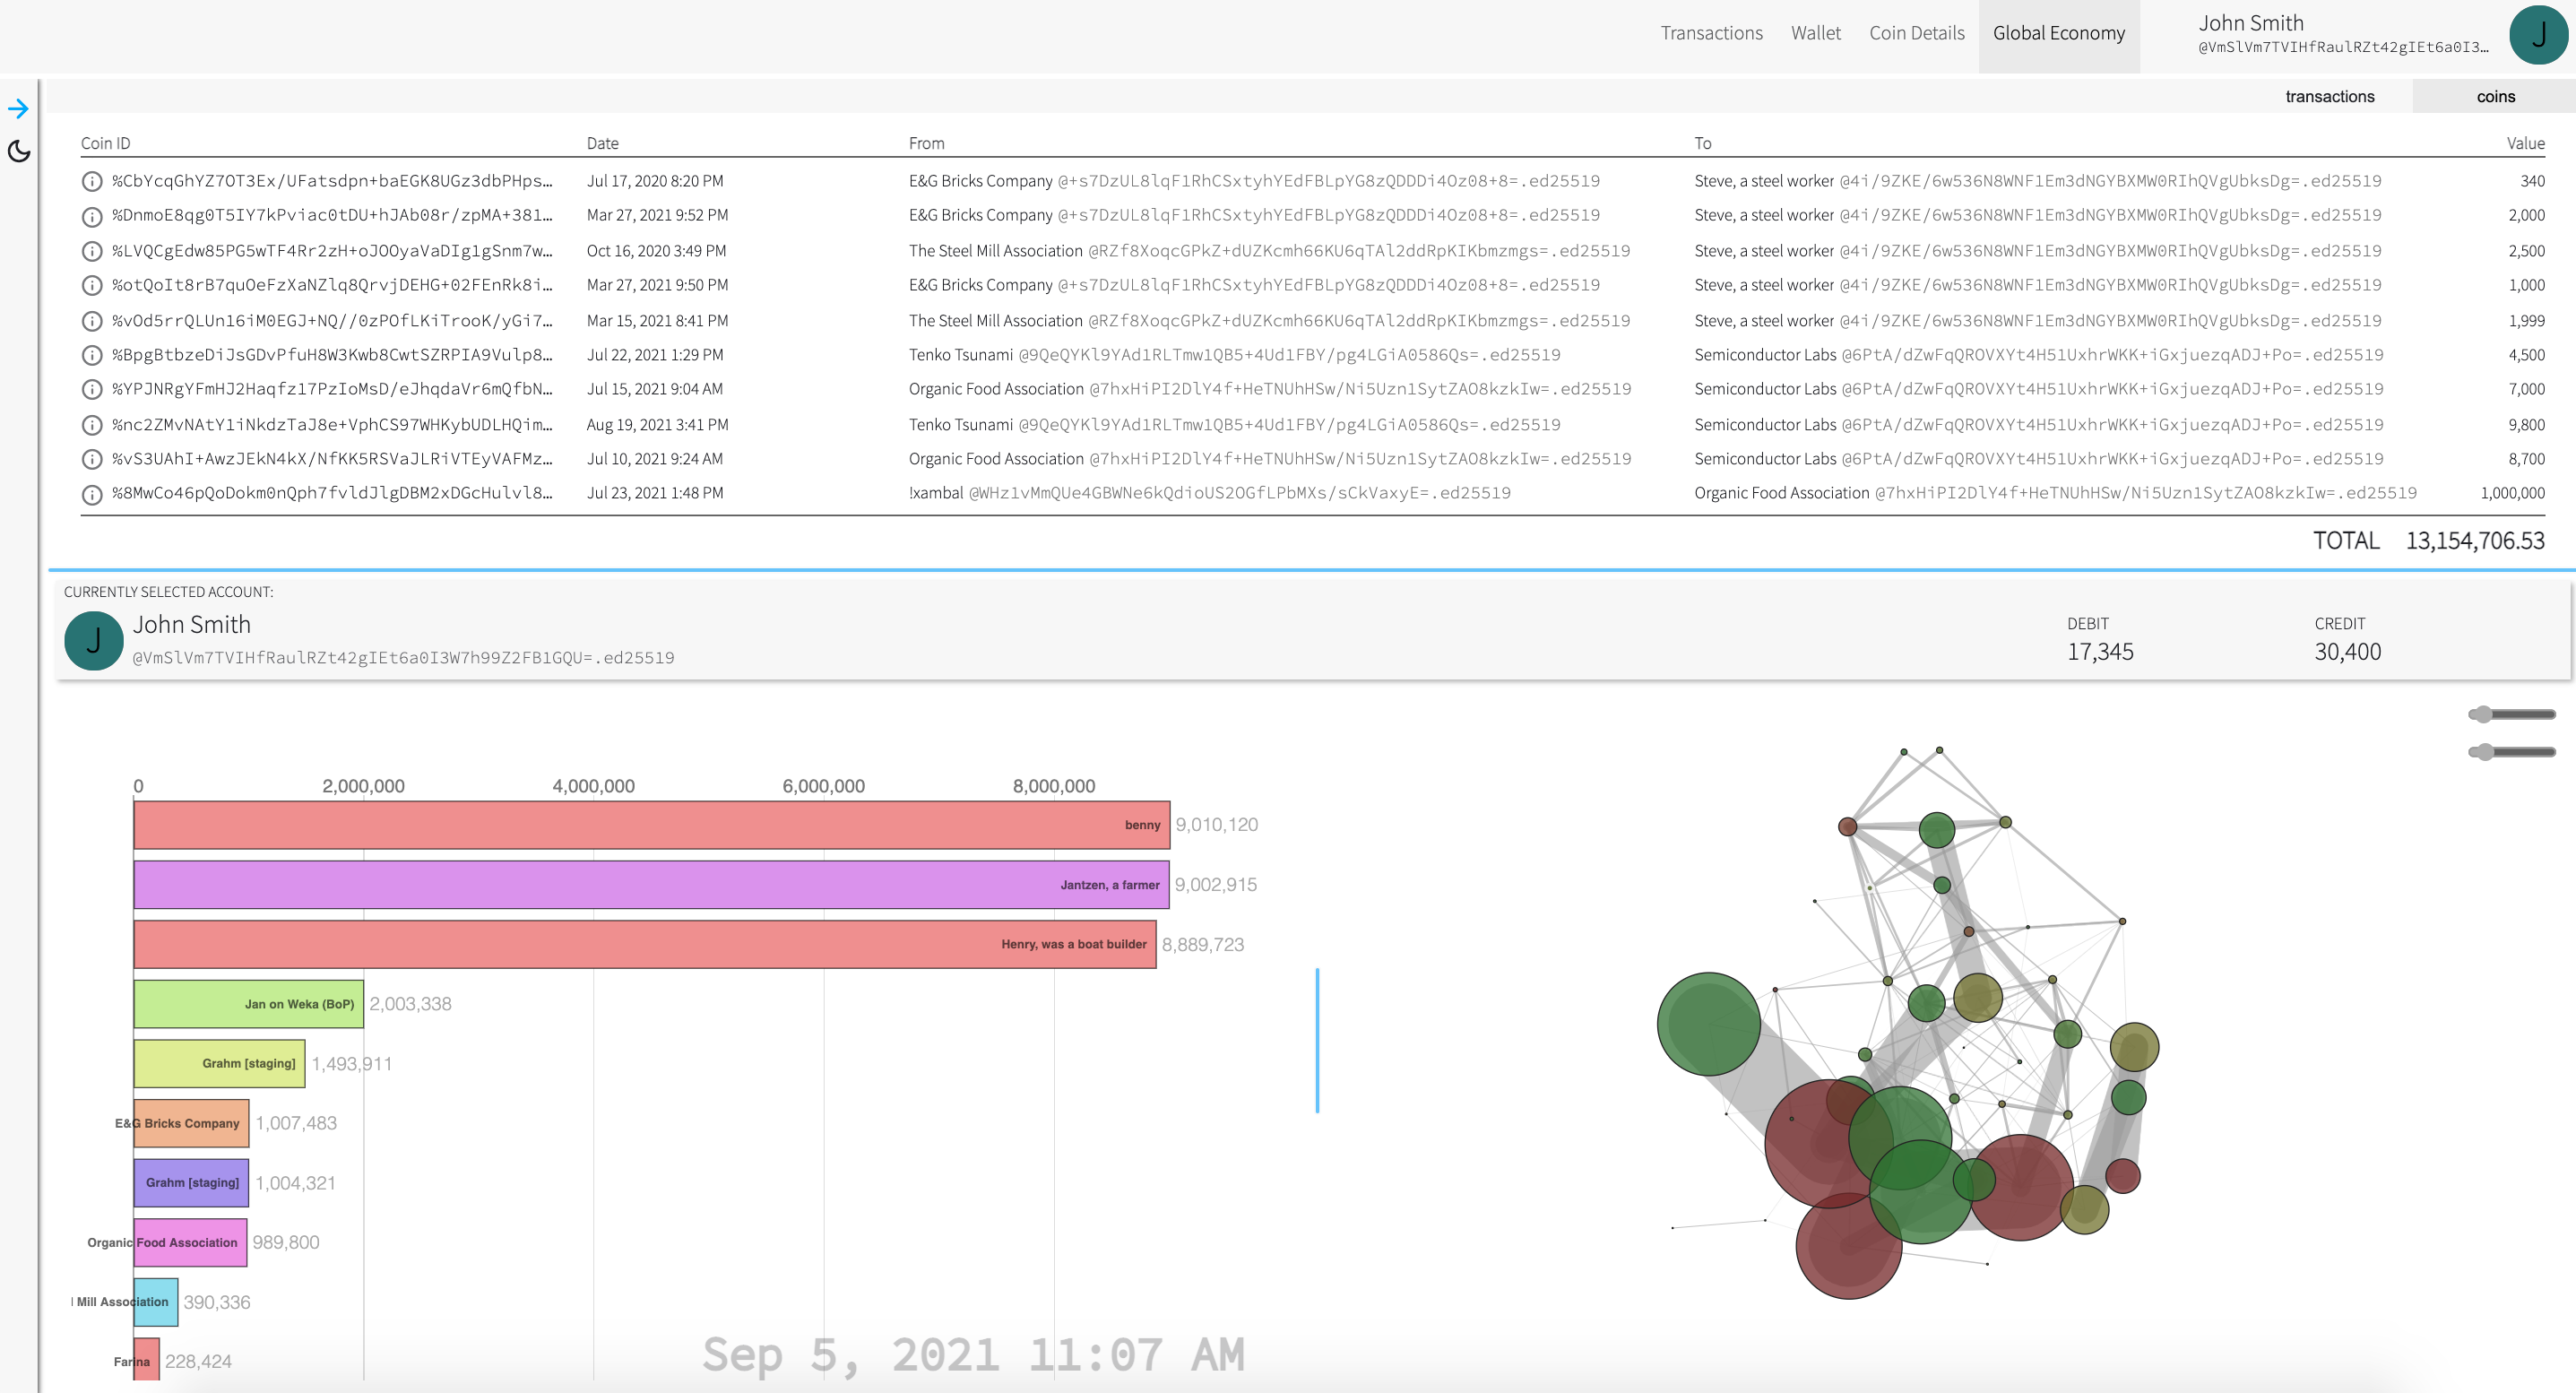 Transactions Wallet Coin Details Global Economy John Smith
@VmSlVm7TVIHfRaulRZt42gIEt6a0I3…
J
transactions coins
Coin ID Date From To Value
%CbYcqGhYZ7OT3Ex/UFatsdpn+baEGK8UGz3dbPHps… Jul 17, 2020 8:20 PM E&G Bricks Company @+s7DzUL8lqF1RhCSxtyhYEdFBLpYG8zQDDDi4Oz08+8=.ed25519 Steve, a steel worker @4i/9ZKE/6w536N8WNF1Em3dNGYBXMW0RIhQVgUbksDg=.ed25519 340
%DnmoE8qg0T5IY7kPviac0tDU+hJAb08r/zpMA+381… Mar 27, 2021 9:52 PM E&G Bricks Company @+s7DzUL8lqF1RhCSxtyhYEdFBLpYG8zQDDDi4Oz08+8=.ed25519 Steve, a steel worker @4i/9ZKE/6w536N8WNF1Em3dNGYBXMW0RIhQVgUbksDg=.ed25519 2,000
%LVQCgEdw85PG5wTF4Rr2zH+oJOOyaVaDIg1gSnm7w… Oct 16, 2020 3:49 PM The Steel Mill Association @RZf8XoqcGPkZ+dUZKcmh66KU6qTAl2ddRpKIKbmzmgs=.ed25519 Steve, a steel worker @4i/9ZKE/6w536N8WNF1Em3dNGYBXMW0RIhQVgUbksDg=.ed25519 2,500
%otQoIt8rB7quOeFzXaNZlq8QrvjDEHG+02FEnRk8i… Mar 27, 2021 9:50 PM E&G Bricks Company @+s7DzUL8lqF1RhCSxtyhYEdFBLpYG8zQDDDi4Oz08+8=.ed25519 Steve, a steel worker @4i/9ZKE/6w536N8WNF1Em3dNGYBXMW0RIhQVgUbksDg=.ed25519 1,000
%vOd5rrQLUn16iM0EGJ+NQ//0zPOfLKiTrooK/yGi7… Mar 15, 2021 8:41 PM The Steel Mill Association @RZf8XoqcGPkZ+dUZKcmh66KU6qTAl2ddRpKIKbmzmgs=.ed25519 Steve, a steel worker @4i/9ZKE/6w536N8WNF1Em3dNGYBXMW0RIhQVgUbksDg=.ed25519 1,999
%BpgBtbzeDiJsGDvPfuH8W3Kwb8CwtSZRPIA9Vulp8… Jul 22, 2021 1:29 PM Tenko Tsunami @9QeQYKl9YAd1RLTmw1QB5+4Ud1FBY/pg4LGiA0586Qs=.ed25519 Semiconductor Labs @6PtA/dZwFqQROVXYt4H51UxhrWKK+iGxjuezqADJ+Po=.ed25519 4,500
%YPJNRgYFmHJ2Haqfz17PzIoMsD/eJhqdaVr6mQfbN… Jul 15, 2021 9:04 AM Organic Food Association @7hxHiPI2DlY4f+HeTNUhHSw/Ni5Uzn1SytZAO8kzkIw=.ed25519 Semiconductor Labs @6PtA/dZwFqQROVXYt4H51UxhrWKK+iGxjuezqADJ+Po=.ed25519 7,000
%nc2ZMvNAtY1iNkdzTaJ8e+VphCS97WHKybUDLHQim… Aug 19, 2021 3:41 PM Tenko Tsunami @9QeQYKl9YAd1RLTmw1QB5+4Ud1FBY/pg4LGiA0586Qs=.ed25519 Semiconductor Labs @6PtA/dZwFqQROVXYt4H51UxhrWKK+iGxjuezqADJ+Po=.ed25519 9,800
%vS3UAhI+AwzJEkN4kX/NfKK5RSVaJLRiVTEyVAFMz… Jul 10, 2021 9:24 AM Organic Food Association @7hxHiPI2DlY4f+HeTNUhHSw/Ni5Uzn1SytZAO8kzkIw=.ed25519 Semiconductor Labs @6PtA/dZwFqQROVXYt4H51UxhrWKK+iGxjuezqADJ+Po=.ed25519 8,700
%8MwCo46pQoDokm0nQph7fvldJlgDBM2xDGcHulvl8… Jul 23, 2021 1:48 PM !xambal @WHz1vMmQUe4GBWNe6kQdioUS2OGfLPbMXs/sCkVaxyE=.ed25519 Organic Food Association @7hxHiPI2DlY4f+HeTNUhHSw/Ni5Uzn1SytZAO8kzkIw=.ed25519 1,000,000
TOTAL 13,154,706.53
CURRENTLY SELECTED ACCOUNT:
J
John Smith
@VmSlVm7TVIHfRaulRZt42gIEt6a0I3W7h99Z2FB1GQU=.ed25519
DEBIT CREDIT
17,345 30,400
0 2,000,000 4,000,000 6,000,000 8,000,000
benny 9,010,120
Jantzen, a farmer 9,002,915
Henry, was a boat builder 8,889,723
Jan on Weka (BoP) 2,003,338
Grahm [staging] 1,493,911
E&G Bricks Company 1,007,483
Grahm [staging] 1,004,321
Organic Food Association 989,800
l Mill Association 390,336
Farina 228,424
Sep 5, 2021 11:07 AM